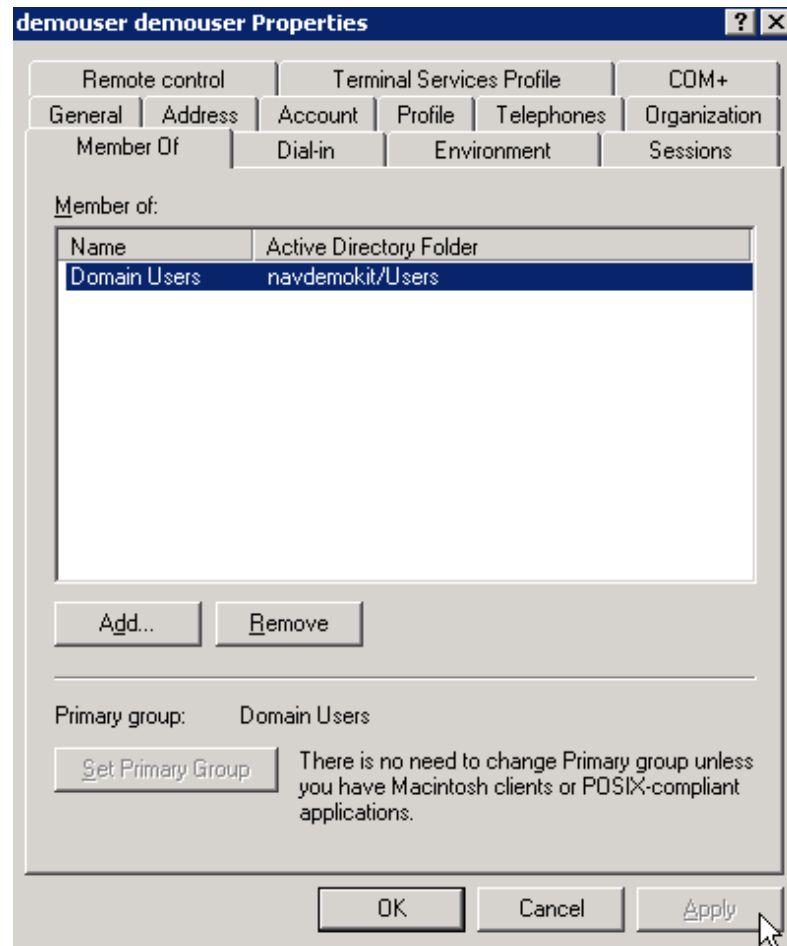 demouser demouser Properties
Remote control Terminal Services Profile COM+
General Address Account Profile Telephones Organization
Member Of Dial-in Environment Sessions
Member of:
Name Active Directory Folder
Domain Users navdemokit/Users
Add... Remove
Primary group: Domain Users
Set Primary Group
There is no need to change Primary group unless
you have Macintosh clients or POSIX-compliant
applications.
OK Cancel Apply